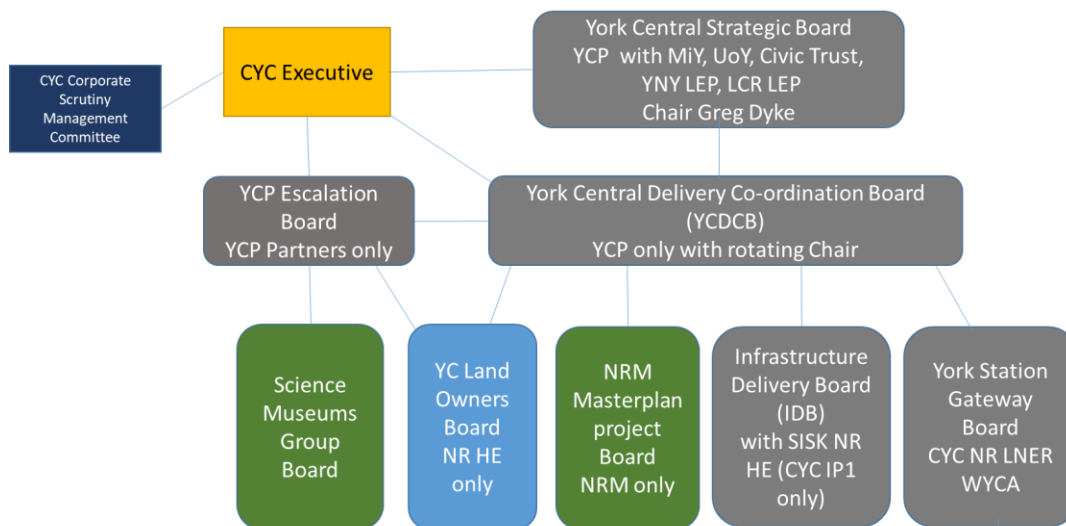 York Central Strategic Board
YCP with MiY, UoY, Civic Trust,
YNY LEP, LCR LEP
Chair Greg Dyke
CYC Executive
CYC Corporate
Scrutiny
Management
Committee
YCP Escalation
Board
YCP Partners only
York Central Delivery Co-ordination Board
(YCDCB)
YCP only with rotating Chair
Science
Museums
Group
Board
YC Land
Owners
Board
NR HE
only
NRM
Masterplan
project
Board
NRM only
Infrastructure
Delivery Board
(IDB)
with SISK NR
HE (CYC IP1
only)
York Station
Gateway
Board
CYC NR LNER
WYCA